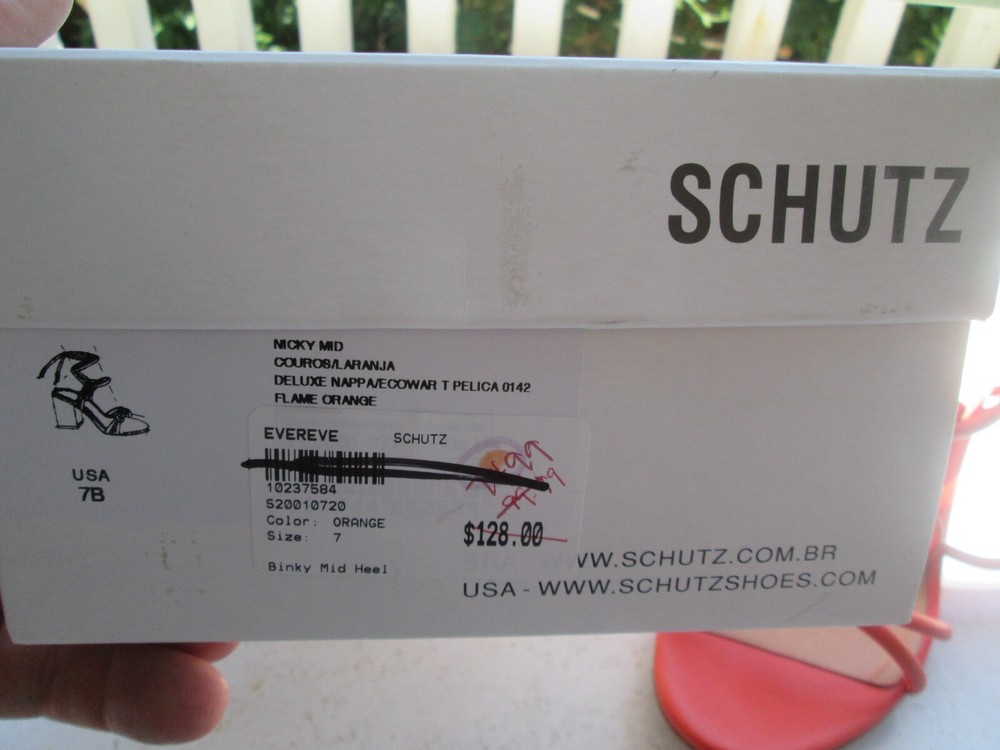 SCHUTZ
NICKY MID
COUROS/LARANJA
DELUXE NAPPA/ECOWAR T PELICA 0142
FLAME ORANGE
USA
7B
EVEREVE SCHUTZ
10237584
S20010720
Color: ORANGE
Size: 7
$128.00
Binky Mid Heel
WW.SCHUTZ.COM.BR
USA - WWW.SCHUTZSHOES.COM